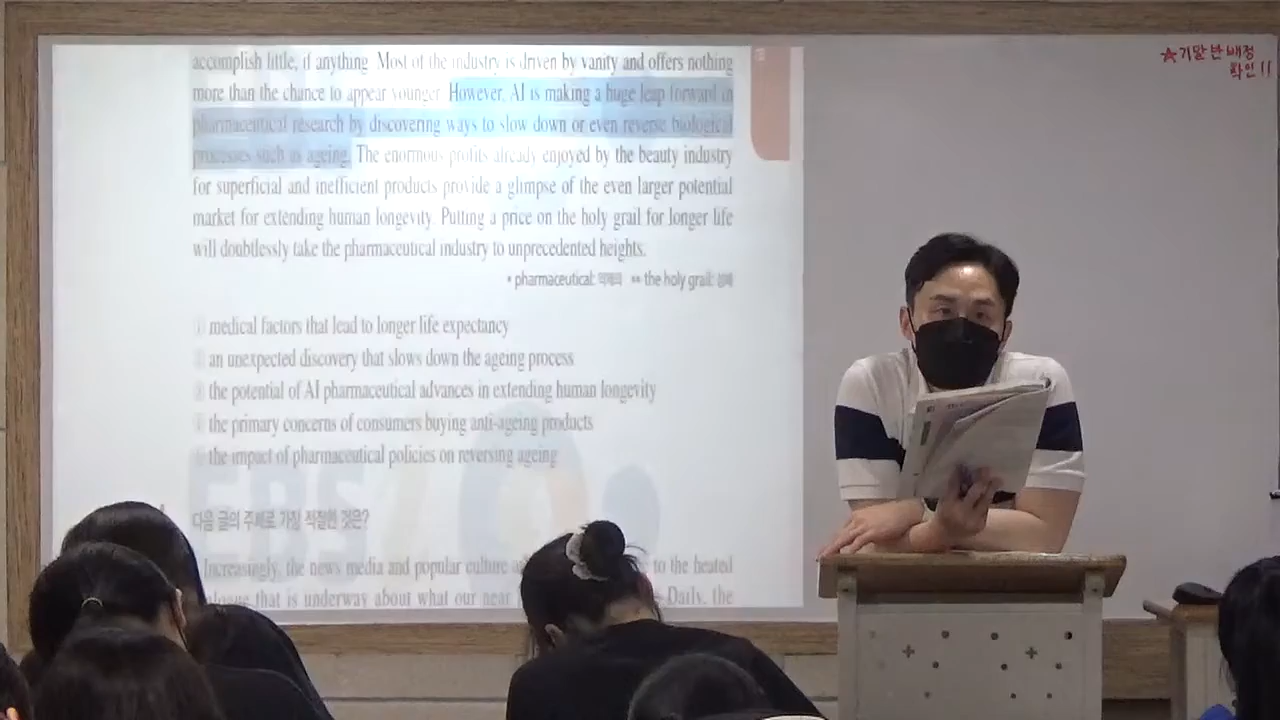 accomplish little, if anything. Most of the industry is driven by vanity and offers nothing
more than the chance to appear younger. However, AI is making a huge leap forward in
pharmaceutical research by discovering ways to slow down or even reverse biological
processes such as ageing. The enormous profits already enjoyed by the beauty industry
for superficial and inefficient products provide a glimpse of the even larger potential
market for extending human longevity. Putting a price on the holy grail for longer life
will doubtlessly take the pharmaceutical industry to unprecedented heights.
* pharmaceutical: 약제의 ** the holy grail: 성배
① medical factors that lead to longer life expectancy
② an unexpected discovery that slows down the ageing process
③ the potential of AI pharmaceutical advances in extending human longevity
④ the primary concerns of consumers buying anti-ageing products
⑤ the impact of pharmaceutical policies on reversing ageing
다음 글의 주제로 가장 적절한 것은?
Increasingly, the news media and popular culture to the heated
that is underway about what our near Daily, the
EBS
☆기말 반 배정
확인!!